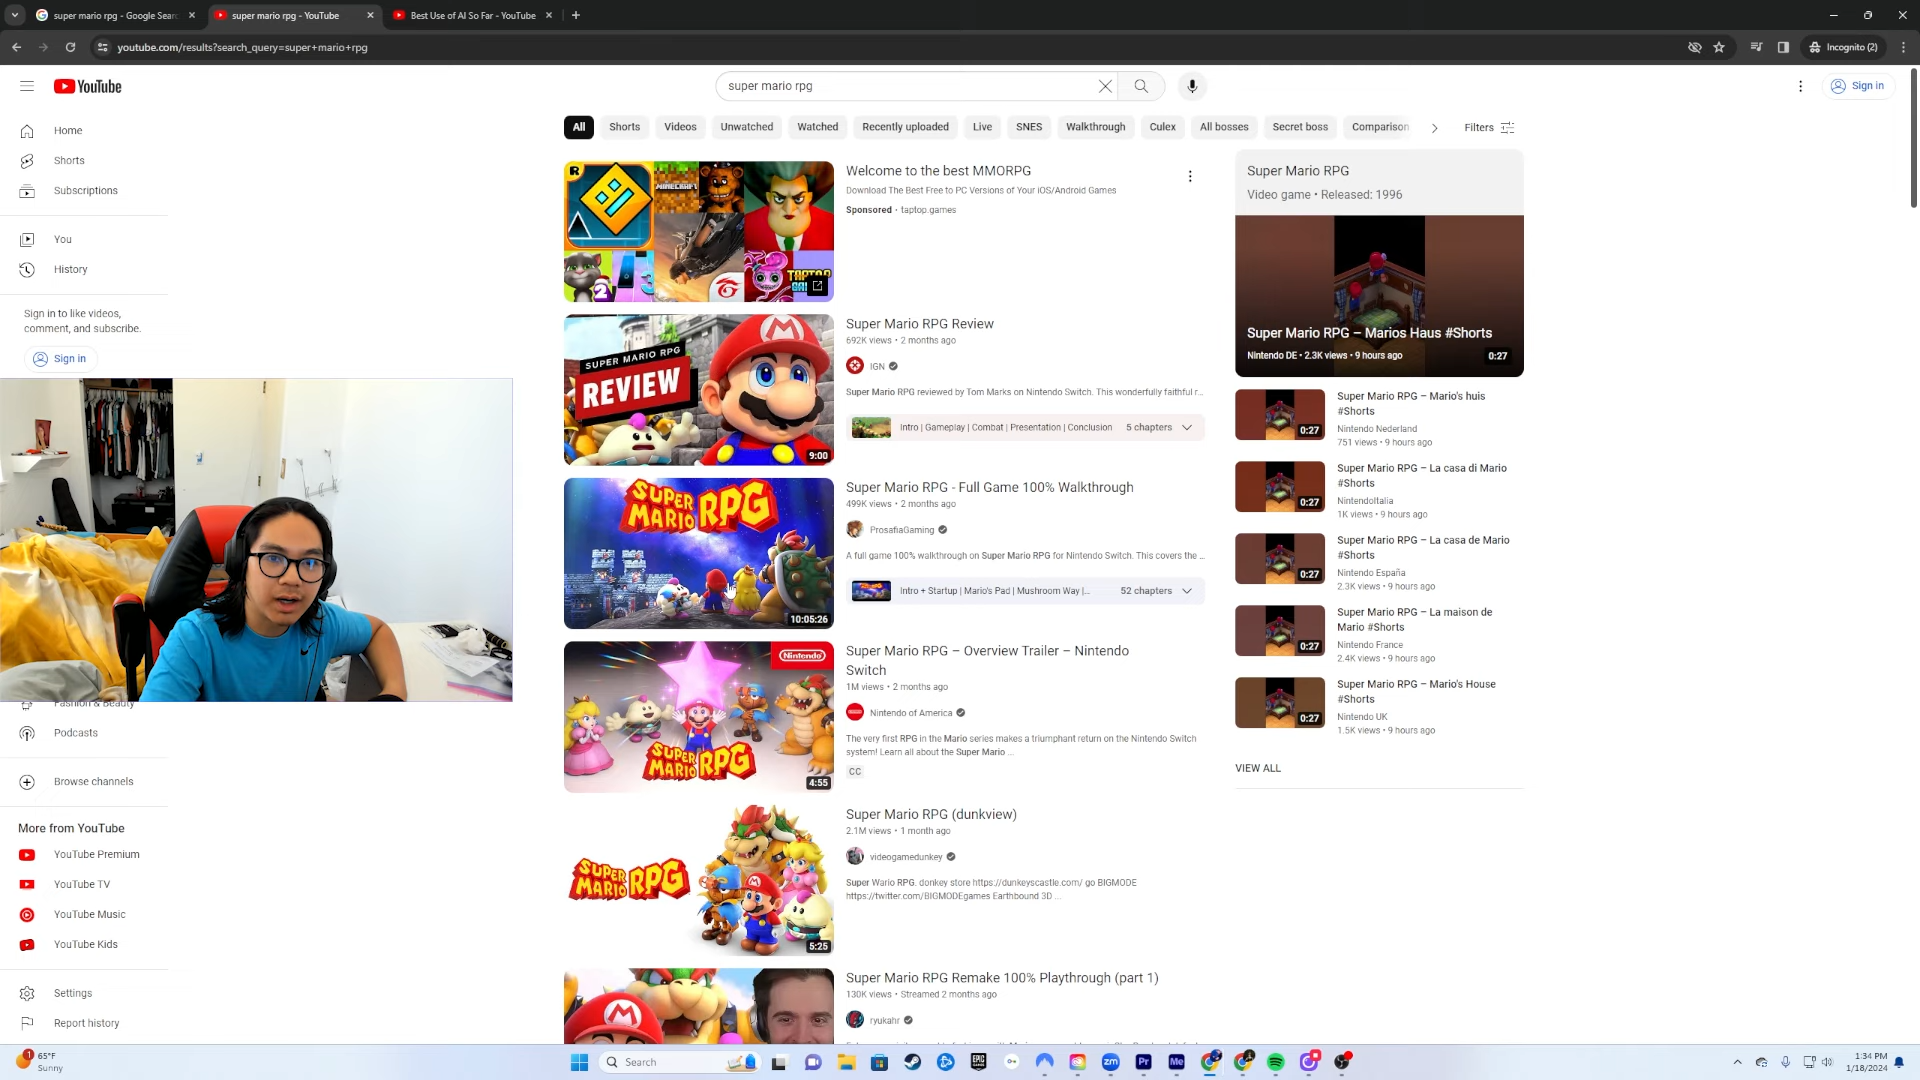 super mario rpg - Google Searc
super mario rpg - YouTube
Best Use of AI So Far - YouTube
youtube.com/results?search_query=super+mario+rpg
Incognito (2)
YouTube
super mario rpg
Sign in
Home
Shorts
Subscriptions
You
History
Sign in to like videos,
comment, and subscribe.
Sign in
Fashion & Beauty
Podcasts
Browse channels
More from YouTube
YouTube Premium
YouTube TV
YouTube Music
YouTube Kids
Settings
Report history
All Shorts Videos Unwatched Watched Recently uploaded Live SNES Walkthrough Culex All bosses Secret boss Comparison
Filters
MINECRAFT
Welcome to the best MMORPG
Download The Best Free to PC Versions of Your iOS/Android Games
Sponsored · taptop.games
SUPER MARIO RPG
REVIEW
9:00
Super Mario RPG Review
692K views • 2 months ago
IGN
Super Mario RPG reviewed by Tom Marks on Nintendo Switch. This wonderfully faithful r...
Intro | Gameplay | Combat | Presentation | Conclusion 5 chapters
SUPER
MARIO RPG
10:05:26
Super Mario RPG - Full Game 100% Walkthrough
499K views • 2 months ago
ProsafiaGaming
A full game 100% walkthrough on Super Mario RPG for Nintendo Switch. This covers the ...
Intro + Startup | Mario's Pad | Mushroom Way |... 52 chapters
Nintendo
SUPER
MARIO RPG
4:55
Super Mario RPG – Overview Trailer – Nintendo
Switch
1M views • 2 months ago
Nintendo of America
The very first RPG in the Mario series makes a triumphant return on the Nintendo Switch
system! Learn all about the Super Mario ...
CC
SUPER
MARIO RPG
5:25
Super Mario RPG (dunkview)
2.1M views • 1 month ago
videogamedunkey
Super Wario RPG. donkey store https://dunkeyscastle.com/ go BIGMODE
https://twitter.com/BIGMODEgames Earthbound 3D ...
Super Mario RPG Remake 100% Playthrough (part 1)
130K views • Streamed 2 months ago
ryukahr
Super Mario RPG
Video game • Released: 1996
Super Mario RPG – Marios Haus #Shorts
Nintendo DE • 2.3K views • 9 hours ago
0:27
Super Mario RPG – Mario's huis
#Shorts
Nintendo Nederland
751 views • 9 hours ago
0:27
Super Mario RPG – La casa di Mario
#Shorts
NintendoItalia
1K views • 9 hours ago
0:27
Super Mario RPG – La casa de Mario
#Shorts
Nintendo España
2.3K views • 9 hours ago
0:27
Super Mario RPG – La maison de
Mario #Shorts
Nintendo France
2.4K views • 9 hours ago
0:27
Super Mario RPG – Mario's House
#Shorts
Nintendo UK
1.5K views • 9 hours ago
0:27
VIEW ALL
65°F
Sunny
Search
1:34 PM
1/18/2024